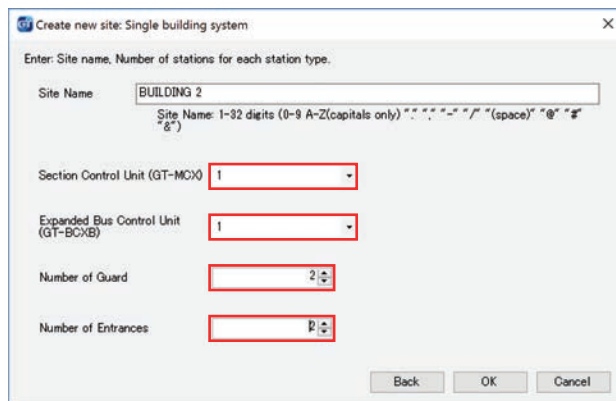 GT Create new site: Single building system
Enter: Site name, Number of stations for each station type.
Site Name BUILDING 2
Site Name: 1-32 digits (0-9 A-Z(capitals only) "." "," "-" "/" "(space)" "@" "#"
"&")
Section Control Unit (GT-MCX) 1
Expanded Bus Control Unit
(GT-BCXB) 1
Number of Guard 2
Number of Entrances 2
Back OK Cancel